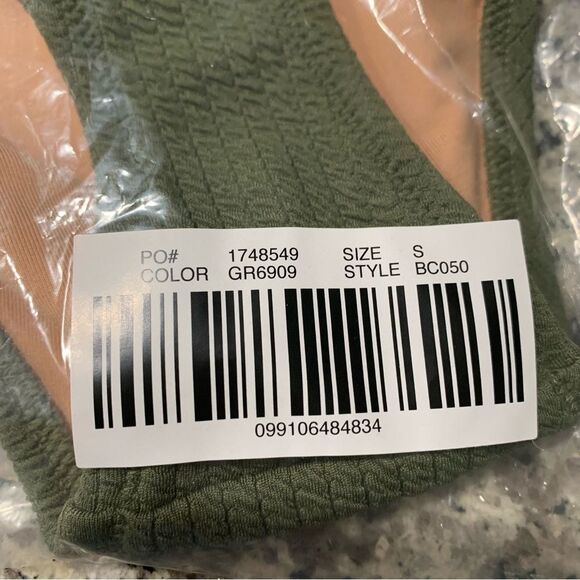 PO# 1748549 SIZE S
COLOR GR6909 STYLE BC050
099106484834